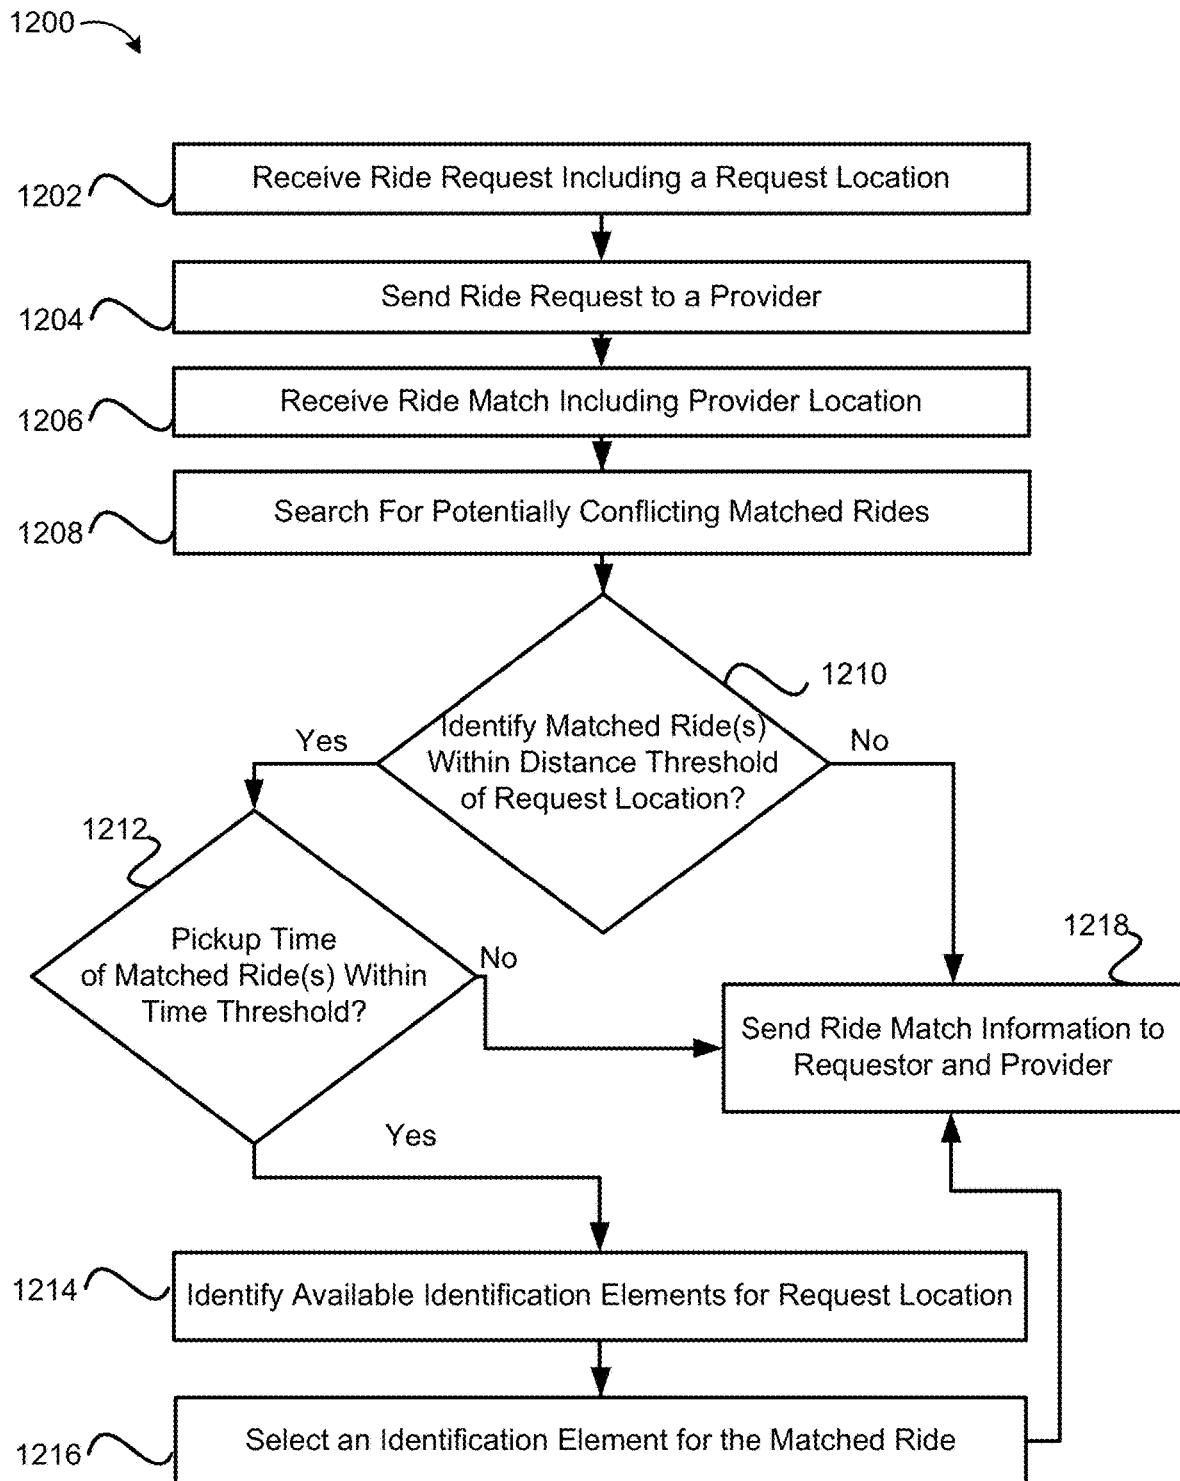 1200
Receive Ride Request Including a Request Location
1202
Send Ride Request to a Provider
1204
Receive Ride Match Including Provider Location
1206
Search For Potentially Conflicting Matched Rides
1208
1210
Identify Matched Ride(s)
Within Distance Threshold
of Request Location?
Yes
No
1212
Pickup Time
of Matched Ride(s) Within
Time Threshold?
No
1218
Send Ride Match Information to
Requestor and Provider
Yes
1214
Identify Available Identification Elements for Request Location
1216
Select an Identification Element for the Matched Ride